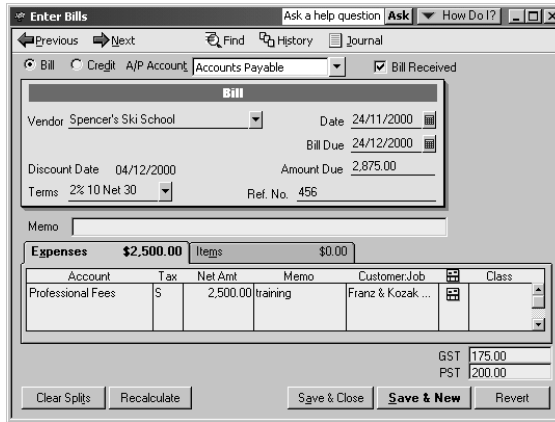 Enter Bills Ask a help question Ask How Do I?
Previous Next Find History Journal
Bill Credit A/P Account Accounts Payable Bill Received
Bill
Vendor Spencer's Ski School Date 24/11/2000
Bill Due 24/12/2000
Discount Date 04/12/2000 Amount Due 2,875.00
Terms 2% 10 Net 30 Ref. No. 456
Memo
Expenses $2,500.00 Items $0.00
Account Tax Net Amt Memo Customer:Job Class
Professional Fees S 2,500.00 training Franz & Kozak ...
GST 175.00
PST 200.00
Clear Splits Recalculate Save & Close Save & New Revert